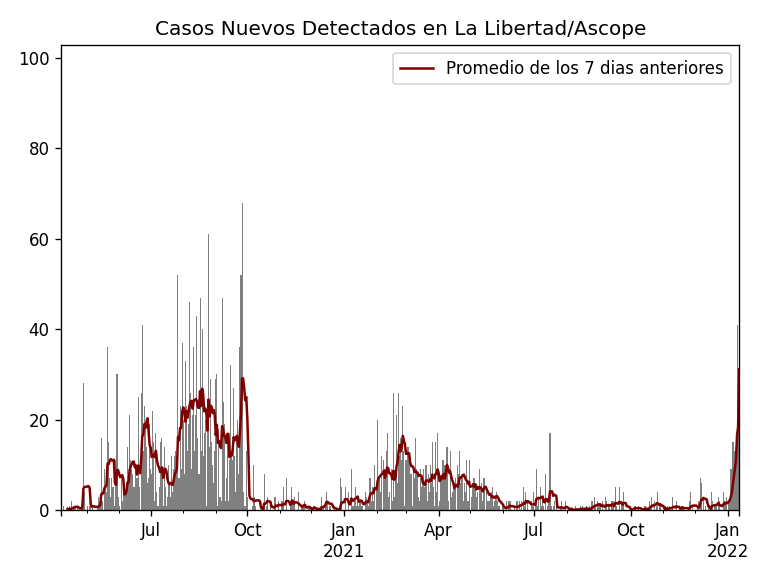 Casos Nuevos Detectados en La Libertad/Ascope
Promedio de los 7 dias anteriores
100
80
60
40
20
0
Jul
Oct
Jan
2021
Apr
Jul
Oct
Jan
2022